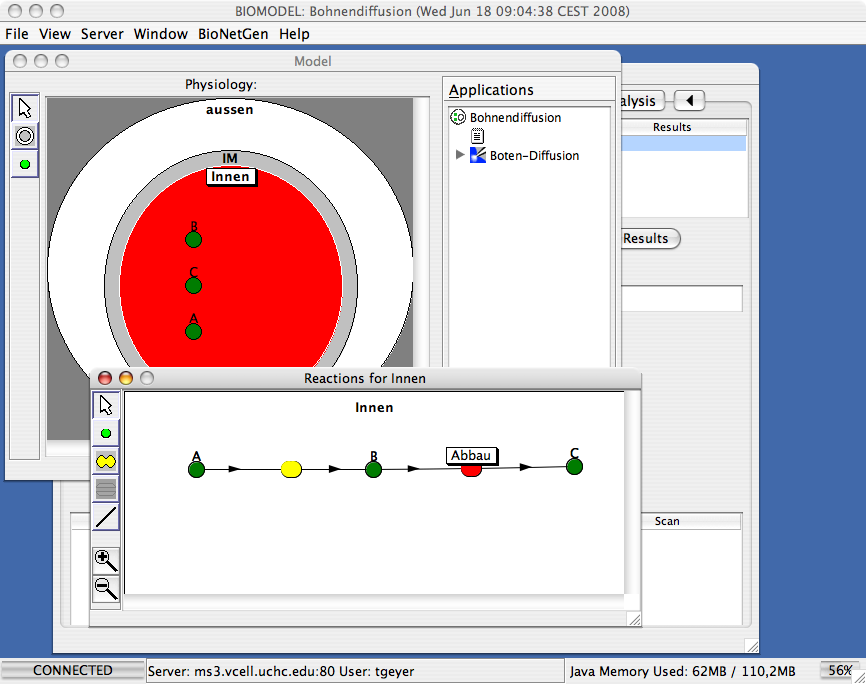 BIOMODEL: Bohnendiffusion (Wed Jun 18 09:04:38 CEST 2008)
File View Server Window BioNetGen Help
Model
Physiology:
aussen
IM
Innen
B
C
A
Applications
Bohnendiffusion
Boten-Diffusion
alysis
Results
Results
Reactions for Innen
Innen
A
B
Abbau
C
Scan
CONNECTED
Server: ms3.vcell.uchc.edu:80 User: tgeyer
Java Memory Used: 62MB / 110,2MB
56%